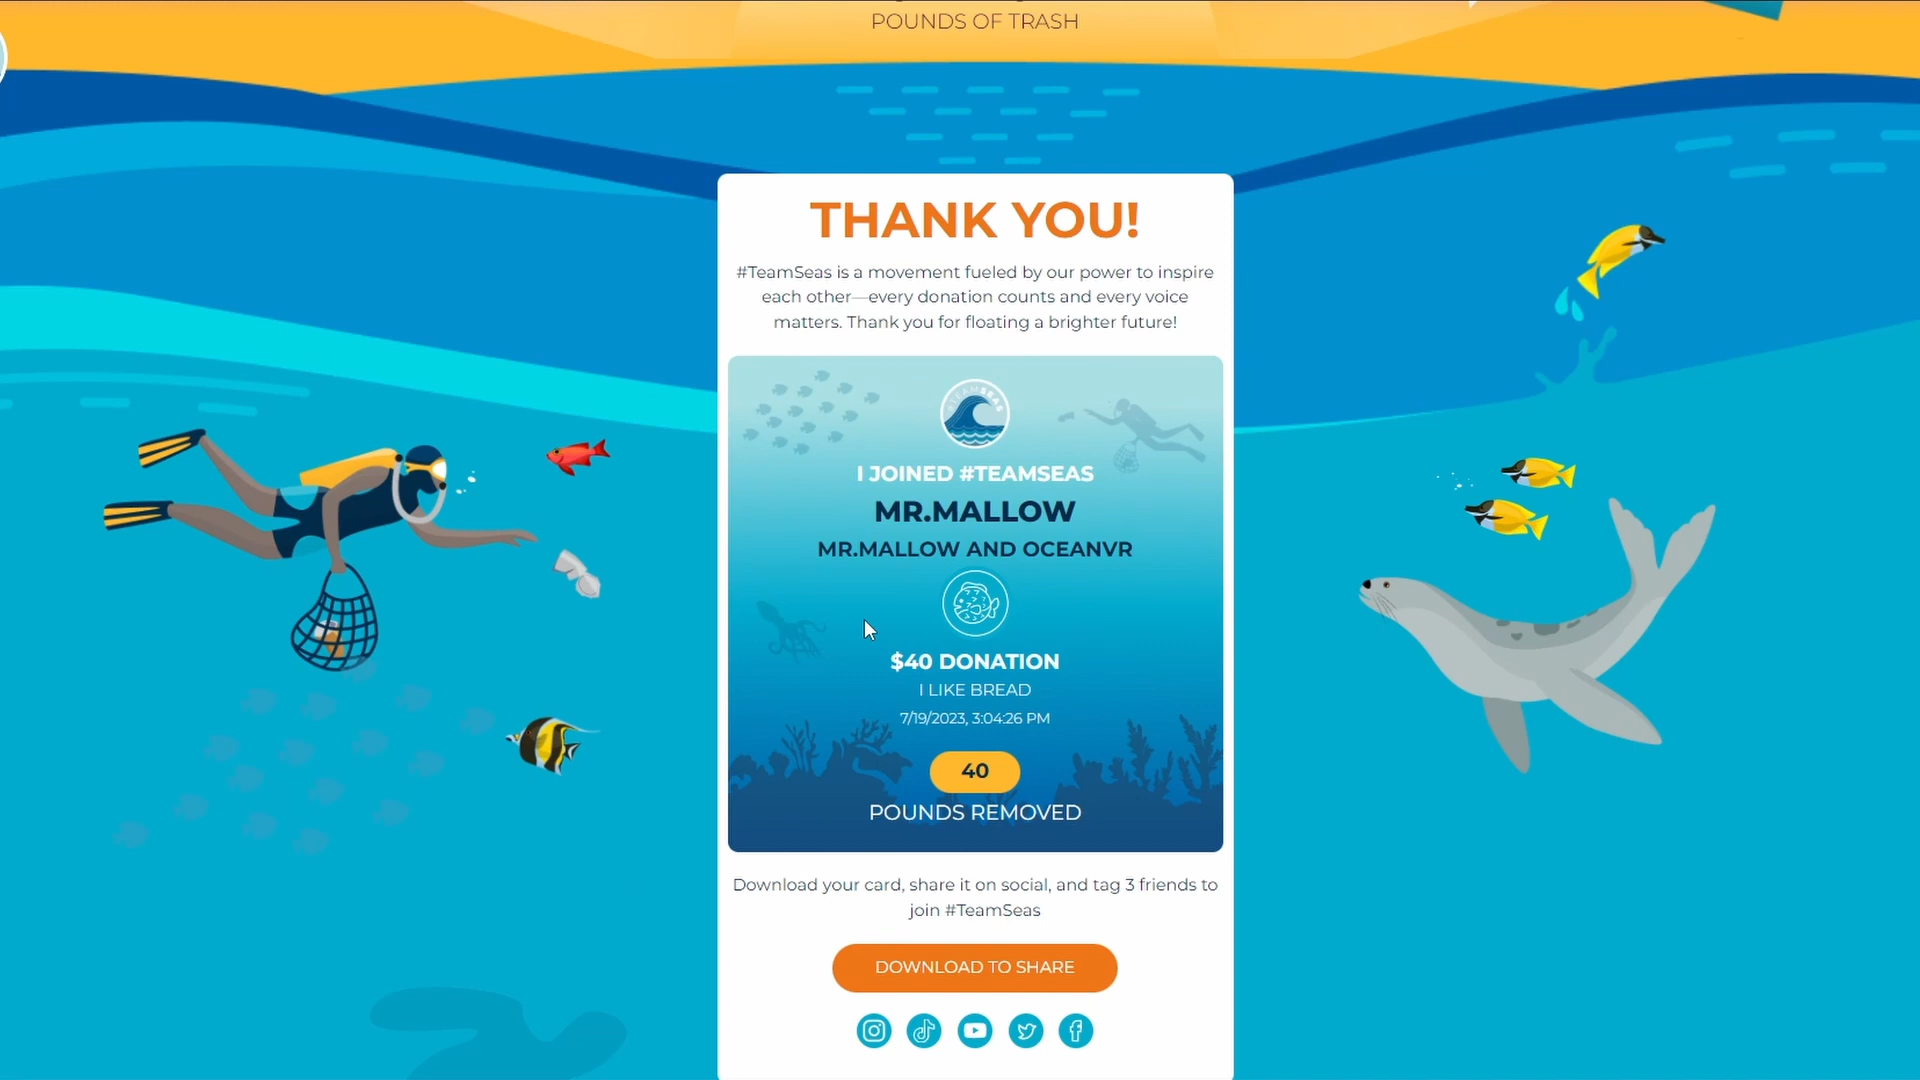 POUNDS OF TRASH
THANK YOU!
#TeamSeas is a movement fueled by our power to inspire
each other—every donation counts and every voice
matters. Thank you for floating a brighter future!
#TEAMSEAS
I JOINED #TEAMSEAS
MR.MALLOW
MR.MALLOW AND OCEANVR
$40 DONATION
I LIKE BREAD
7/19/2023, 3:04:26 PM
40
POUNDS REMOVED
Download your card, share it on social, and tag 3 friends to
join #TeamSeas
DOWNLOAD TO SHARE